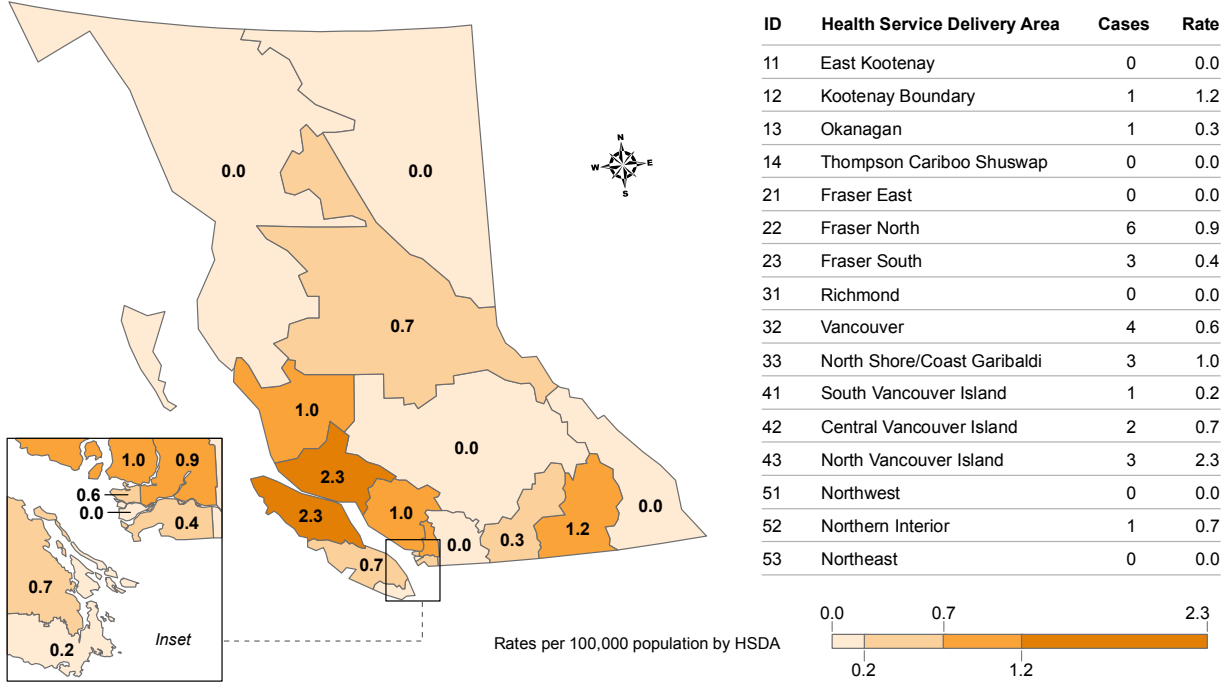 ID Health Service Delivery Area Cases Rate
11 East Kootenay 0 0.0
12 Kootenay Boundary 1 1.2
13 Okanagan 1 0.3
14 Thompson Cariboo Shuswap 0 0.0
21 Fraser East 0 0.0
22 Fraser North 6 0.9
23 Fraser South 3 0.4
31 Richmond 0 0.0
32 Vancouver 4 0.6
33 North Shore/Coast Garibaldi 3 1.0
41 South Vancouver Island 1 0.2
42 Central Vancouver Island 2 0.7
43 North Vancouver Island 3 2.3
51 Northwest 0 0.0
52 Northern Interior 1 0.7
53 Northeast 0 0.0
N
W E
S
0.0 0.0
0.7
1.0
0.0
2.3
2.3 1.0 0.0 0.3 1.2 0.0
0.7
1.0 0.9
0.6
0.0
0.4
0.7
0.2
Inset
Rates per 100,000 population by HSDA
0.0 0.7 2.3
0.2 1.2